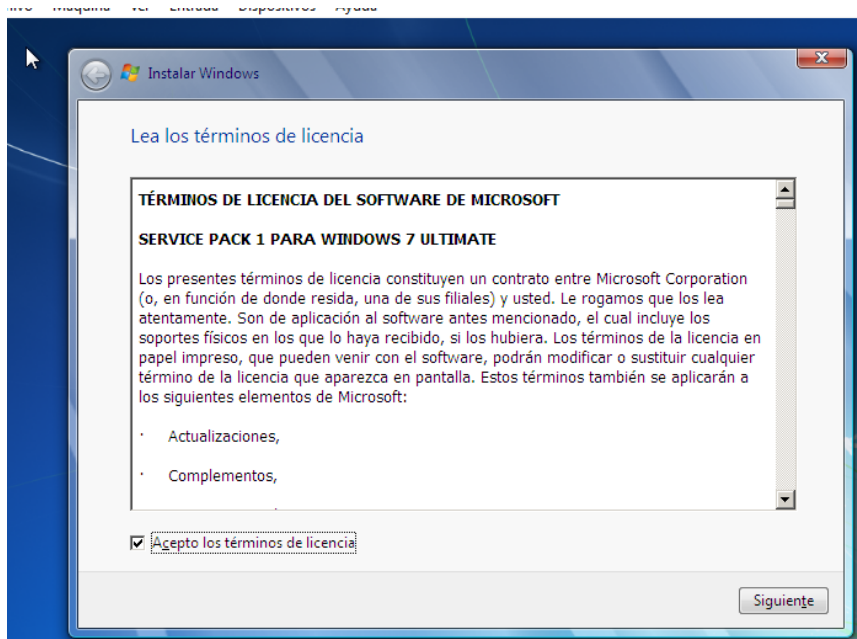 Instalar Windows
Lea los términos de licencia
TÉRMINOS DE LICENCIA DEL SOFTWARE DE MICROSOFT
SERVICE PACK 1 PARA WINDOWS 7 ULTIMATE
Los presentes términos de licencia constituyen un contrato entre Microsoft Corporation
(o, en función de donde resida, una de sus filiales) y usted. Le rogamos que los lea
atentamente. Son de aplicación al software antes mencionado, el cual incluye los
soportes físicos en los que lo haya recibido, si los hubiera. Los términos de la licencia en
papel impreso, que pueden venir con el software, podrán modificar o sustituir cualquier
término de la licencia que aparezca en pantalla. Estos términos también se aplicarán a
los siguientes elementos de Microsoft:
· Actualizaciones,
· Complementos,
Acepto los términos de licencia
Siguiente